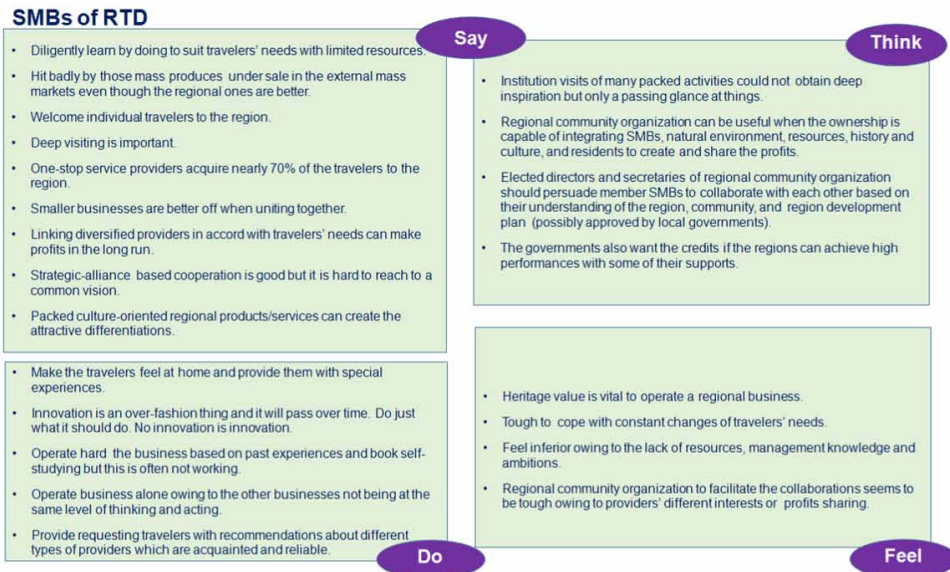 SMBs of RTD
Say
• Diligently learn by doing to suit travelers' needs with limited resources.
• Hit badly by those mass produces under sale in the external mass
markets even though the regional ones are better.
• Welcome individual travelers to the region.
• Deep visiting is important.
• One-stop service providers acquire nearly 70% of the travelers to the
region.
• Smaller businesses are better off when uniting together.
• Linking diversified providers in accord with travelers' needs can make
profits in the long run.
• Strategic-alliance based cooperation is good but it is hard to reach to a
common vision.
• Packed culture-oriented regional products/services can create the
attractive differentiations.
Think
• Institution visits of many packed activities could not obtain deep
inspiration but only a passing glance at things.
• Regional community organization can be useful when the ownership is
capable of integrating SMBs, natural environment, resources, history and
culture, and residents to create and share the profits.
• Elected directors and secretaries of regional community organization
should persuade member SMBs to collaborate with each other based on
their understanding of the region, community, and region development
plan (possibly approved by local governments).
• The governments also want the credits if the regions can achieve high
performances with some of their supports.
• Make the travelers feel at home and provide them with special
experiences.
• Innovation is an over-fashion thing and it will pass over time. Do just
what it should do. No innovation is innovation.
• Operate hard the business based on past experiences and book self-
studying but this is often not working.
• Operate business alone owing to the other businesses not being at the
same level of thinking and acting.
• Provide requesting travelers with recommendations about different
types of providers which are acquainted and reliable.
Do
• Heritage value is vital to operate a regional business.
• Tough to cope with constant changes of travelers' needs.
• Feel inferior owing to the lack of resources, management knowledge and
ambitions.
• Regional community organization to facilitate the collaborations seems to
be tough owing to providers' different interests or profits sharing.
Feel